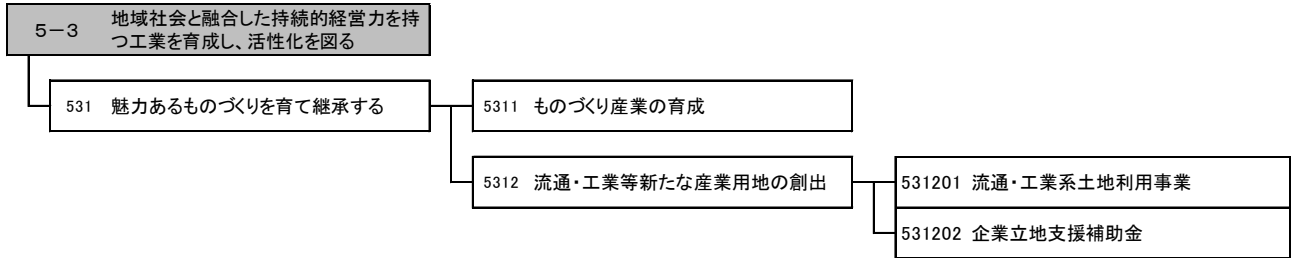 5－3 地域社会と融合した持続的経営力を持
つ工業を育成し、活性化を図る
531 魅力あるものづくりを育て継承する
5311 ものづくり産業の育成
5312 流通・工業等新たな産業用地の創出
531201 流通・工業系土地利用事業
531202 企業立地支援補助金